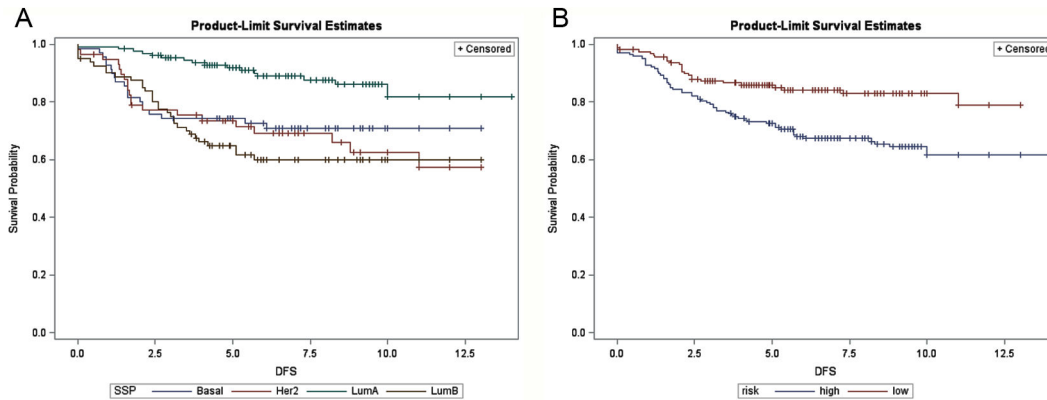 A
Product-Limit Survival Estimates
+ Censored
Survival Probability
1.0
0.8
0.6
0.4
0.2
0.0
0.0 2.5 5.0 7.5 10.0 12.5
DFS
SSP Basal Her2 LumA LumB
B
Product-Limit Survival Estimates
+ Censored
Survival Probability
1.0
0.8
0.6
0.4
0.2
0.0
0.0 2.5 5.0 7.5 10.0 12.5
DFS
risk high low